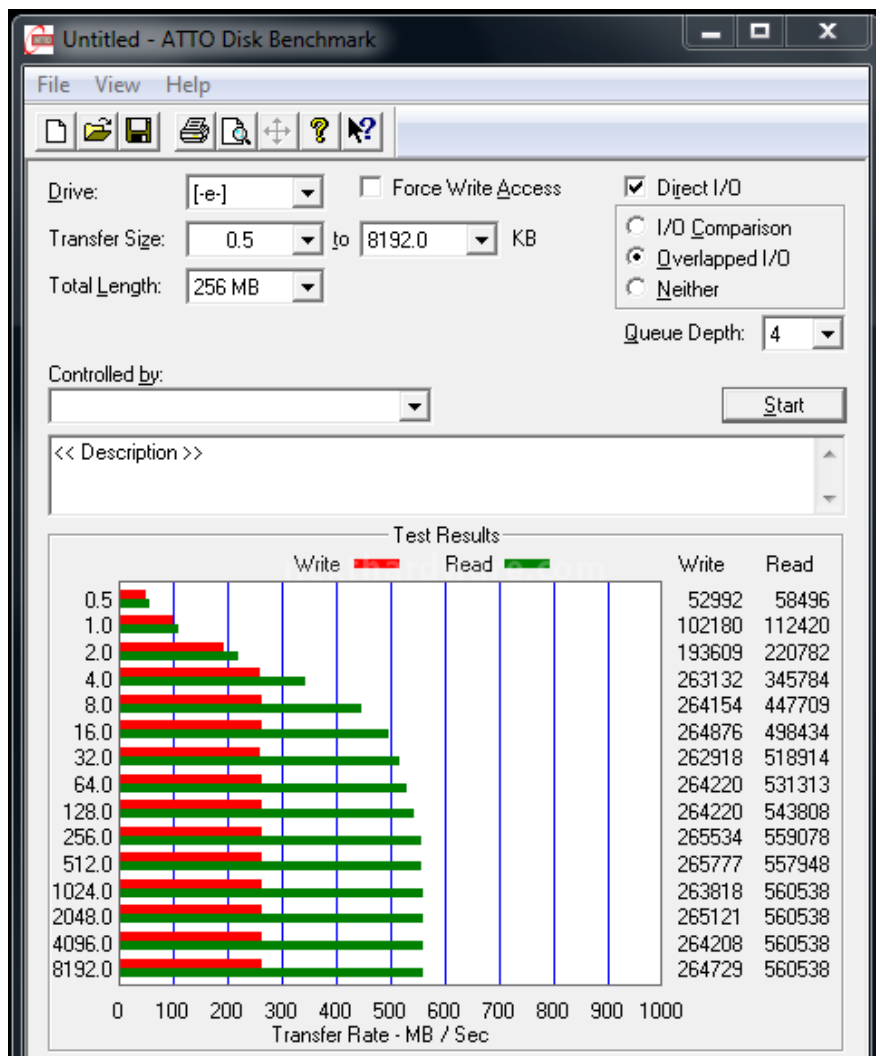 Untitled - ATTO Disk Benchmark
File View Help
Drive: [-e-] Force Write Access Direct I/O
Transfer Size: 0.5 to 8192.0 KB I/O Comparison
Overlapped I/O
Total Length: 256 MB Neither
Queue Depth: 4
Controlled by:
Start
<< Description >>
Test Results
Write Read Write Read
0.5 52992 58496
1.0 102180 112420
2.0 193609 220782
4.0 263132 345784
8.0 264154 447709
16.0 264876 498434
32.0 262918 518914
64.0 264220 531313
128.0 264220 543808
256.0 265534 559078
512.0 265777 557948
1024.0 263818 560538
2048.0 265121 560538
4096.0 264208 560538
8192.0 264729 560538
0 100 200 300 400 500 600 700 800 900 1000
Transfer Rate - MB / Sec